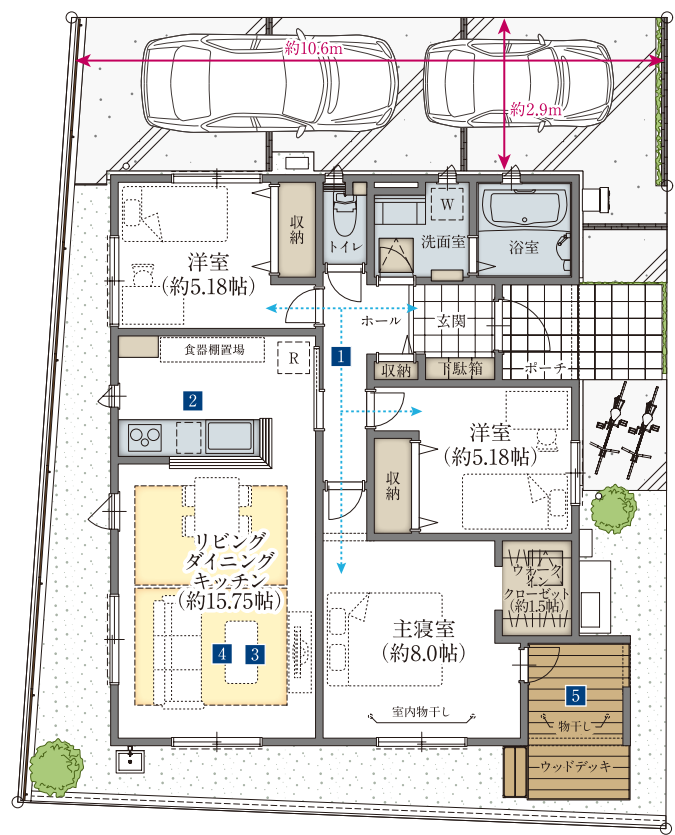 約10.6m
約2.9m
収納
トイレ
W
洗面室
浴室
洋室
(約5.18帖)
ホール
玄関
食器棚置場
R
1
収納
下駄箱
ポーチ
2
洋室
(約5.18帖)
収納
リビング
ダイニング
キッチン
(約15.75帖)
ウォーク
イン
クローゼット
(約1.5帖)
主寝室
(約8.0帖)
4
3
5
室内物干し
物干し
ウッドデッキ